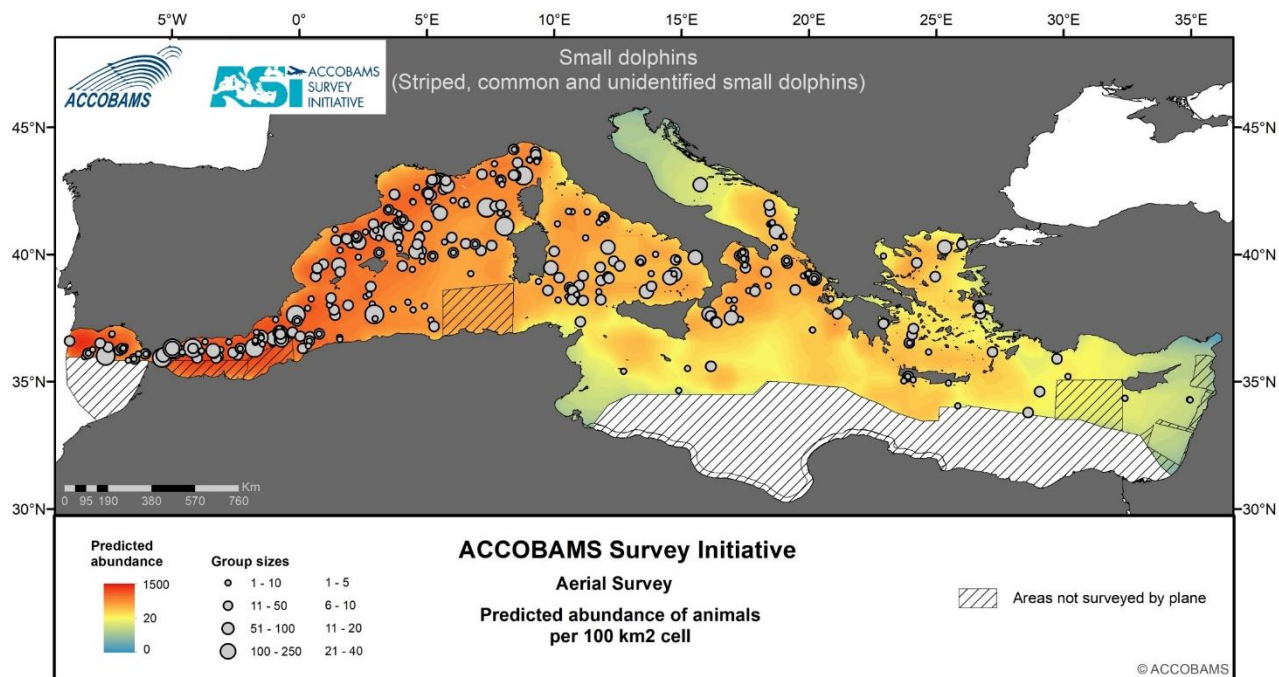 5°W 0° 5°E 10°E 15°E 20°E 25°E 30°E 35°E
ACCOBAMS
ASI ACCOBAMS
SURVEY
INITIATIVE
Small dolphins
(Striped, common and unidentified small dolphins)
45°N 45°N
40°N 40°N
35°N 35°N
30°N 30°N
Km
0 95 190 380 570 760
Predicted
abundance
1500
20
0
Group sizes
1 - 10 1 - 5
11 - 50 6 - 10
51 - 100 11 - 20
100 - 250 21 - 40
ACCOBAMS Survey Initiative
Aerial Survey
Predicted abundance of animals
per 100 km2 cell
Areas not surveyed by plane
© ACCOBAMS